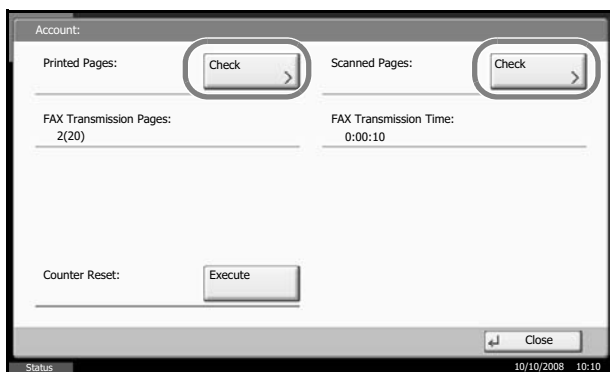 Account:
Printed Pages:
Check
Scanned Pages:
Check
FAX Transmission Pages:
2(20)
FAX Transmission Time:
0:00:10
Counter Reset:
Execute
Close
Status
10/10/2008 10:10